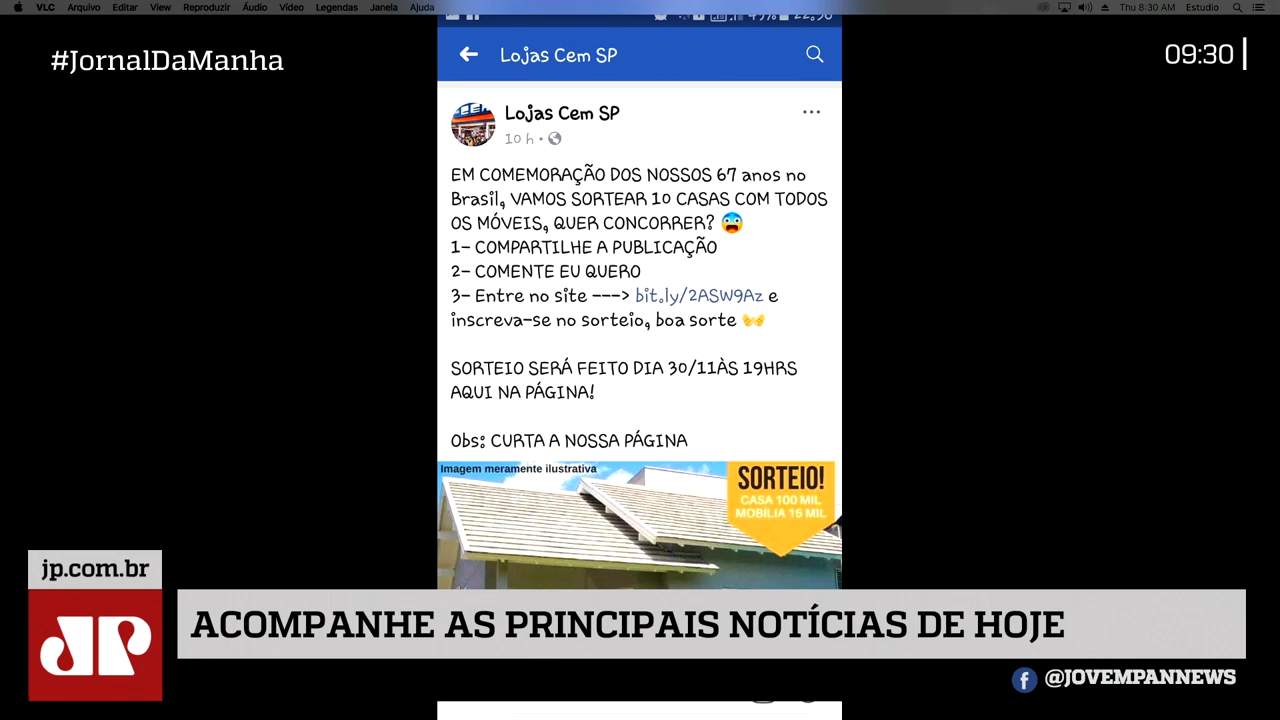 VLC Arquivo Editar View Reproduzir Áudio Vídeo Legendas Janela Ajuda
Thu 8:30 AM Estudio
#JornalDaManha
09:30
Lojas Cem SP
Lojas Cem SP
10 h
EM COMEMORAÇÃO DOS NOSSOS 67 anos no
Brasil, VAMOS SORTEAR 10 CASAS COM TODOS
OS MÓVEIS, QUER CONCORRER? 😨
1- COMPARTILHE A PUBLICAÇÃO
2- COMENTE EU QUERO
3- Entre no site ---> bit.ly/2ASW9Az e
inscreva-se no sorteio, boa sorte 👐
SORTEIO SERÁ FEITO DIA 30/11ÀS 19HRS
AQUI NA PÁGINA!
Obs: CURTA A NOSSA PÁGINA
Imagem meramente ilustrativa
SORTEIO!
CASA 100 MIL
MOBÍLIA 15 MIL
jp.com.br
JP
ACOMPANHE AS PRINCIPAIS NOTÍCIAS DE HOJE
@JOVEMPANNEWS